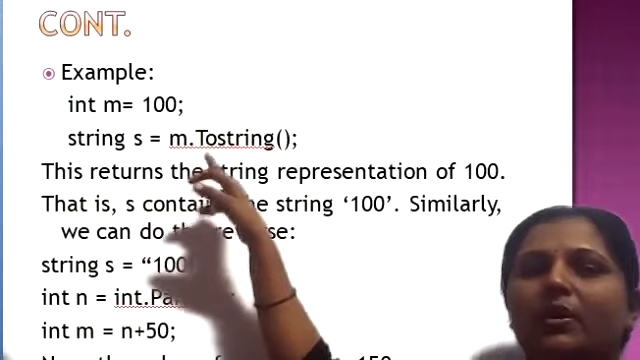 CONT.
Example:
int m= 100;
string s = m.Tostring();
This returns the string representation of 100.
That is, s contains the string ‘100’. Similarly,
we can do the reverse:
string s = “100
int n = int.Pa
int m = n+50;
150